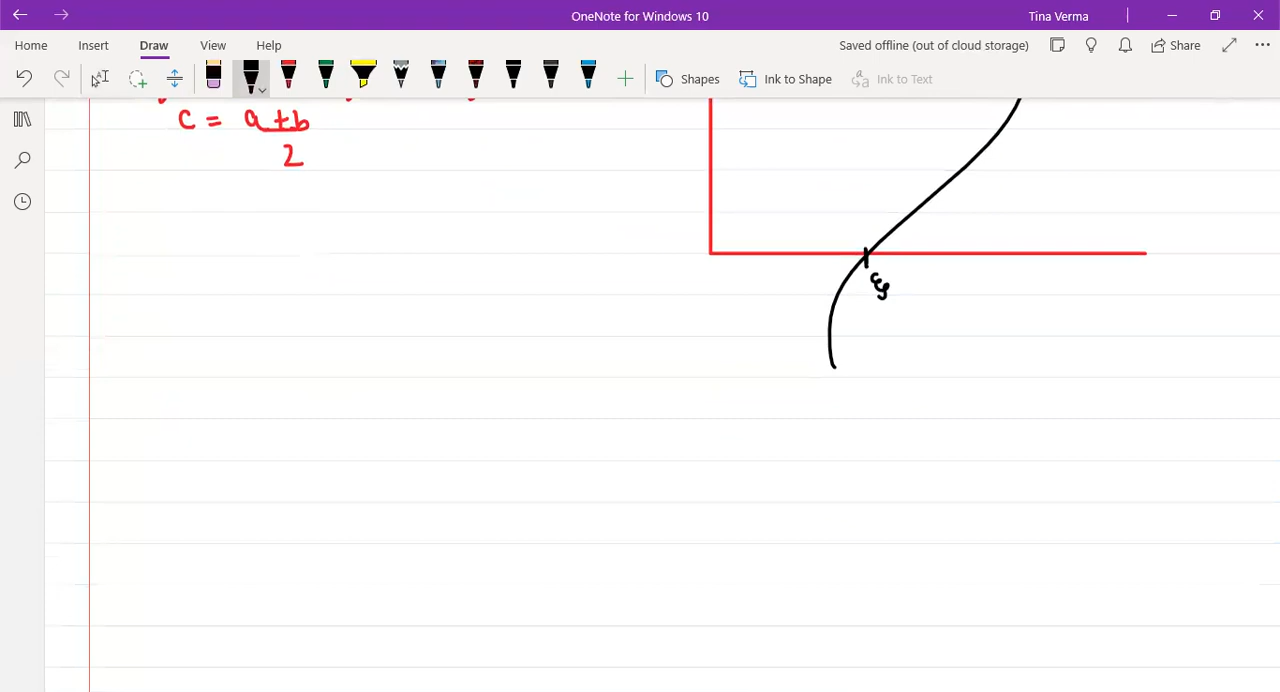 OneNote for Windows 10
Tina Verma
Home Insert Draw View Help
Saved offline (out of cloud storage)
Share
Shapes
Ink to Shape
Ink to Text
c = a+b
2
ξ